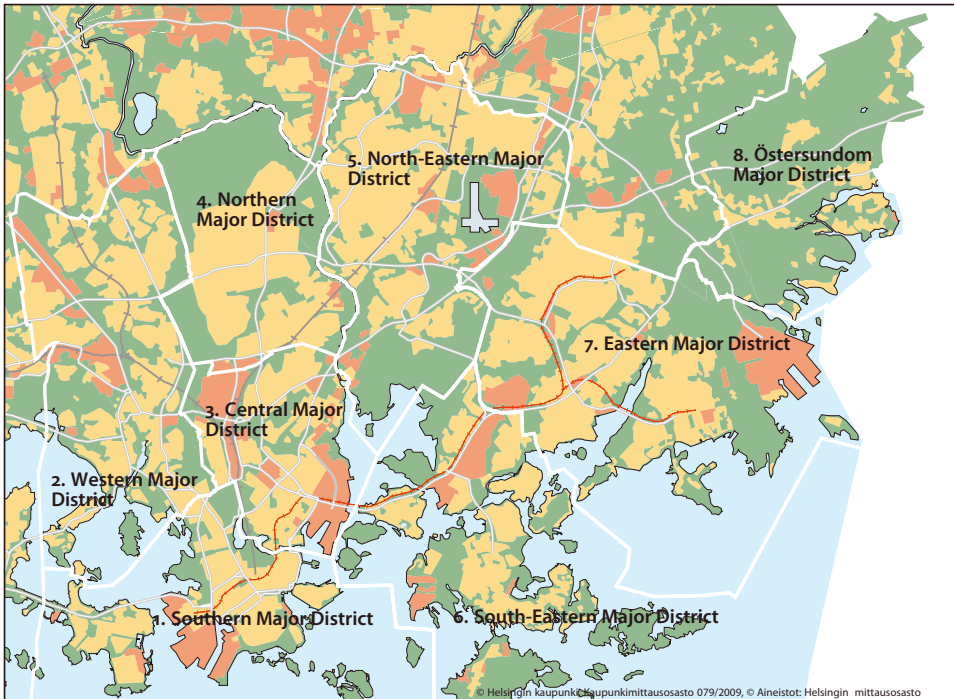 5. North-Eastern Major
District
8. Östersundom
Major District
4. Northern
Major District
7. Eastern Major District
3. Central Major
District
2. Western Major
District
1. Southern Major District
6. South-Eastern Major District
© Helsingin kaupunki, Kaupunkimittausosasto 079/2009, © Aineistot: Helsingin mittausosasto